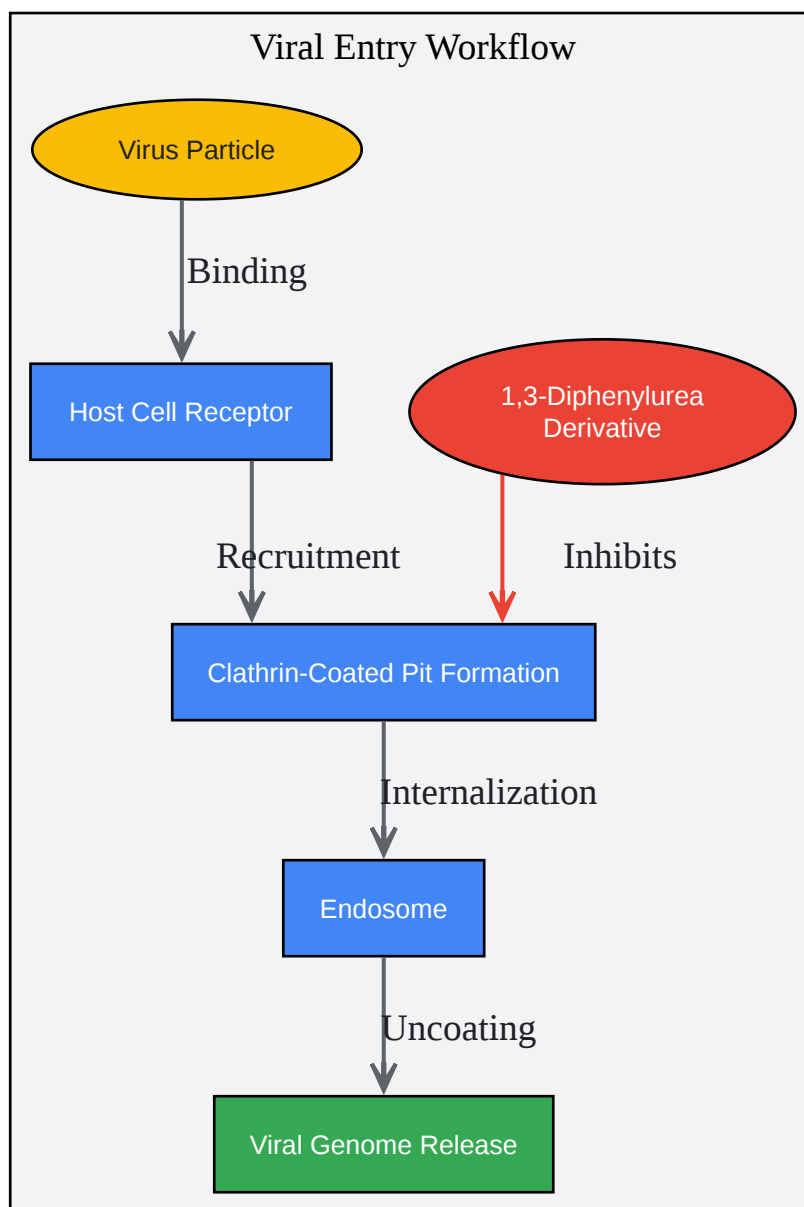 Viral Entry Workflow
Virus Particle
Binding
Host Cell Receptor
1,3-Diphenylurea
Derivative
Recruitment
Inhibits
Clathrin-Coated Pit Formation
Internalization
Endosome
Uncoating
Viral Genome Release